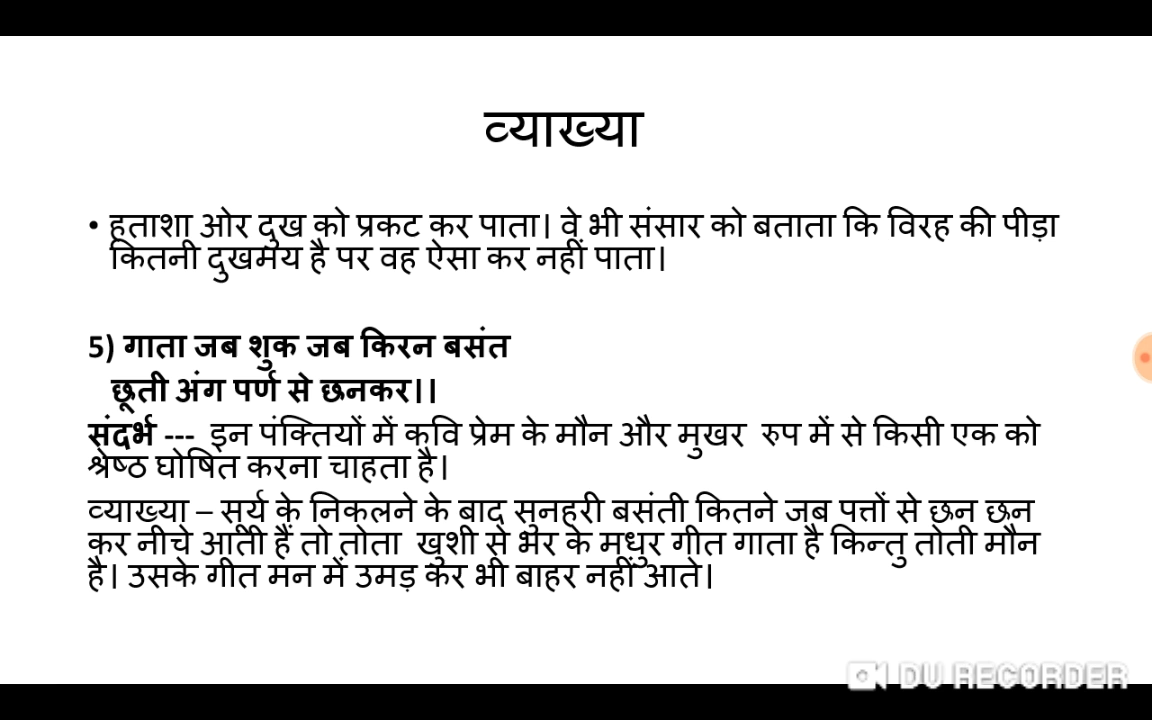 व्याख्या
• हताशा ओर दुख को प्रकट कर पाता। वे भी संसार को बताता कि विरह की पीड़ा
कितनी दुखमय है पर वह ऐसा कर नहीं पाता।
5) गाता जब शुक जब किरन बसंत
छूती अंग पर्ण से छनकर।।
संदर्भ --- इन पंक्तियों में कवि प्रेम के मौन और मुखर रुप में से किसी एक को
श्रेष्ठ घोषित करना चाहता है।
व्याख्या – सूर्य के निकलने के बाद सुनहरी बसंती कितने जब पत्तों से छन छन
कर नीचे आती हैं तो तोता खुशी से भर के मधुर गीत गाता है किन्तु तोती मौन
है। उसके गीत मन में उमड़ कर भी बाहर नहीं आते।
DU RECORDER